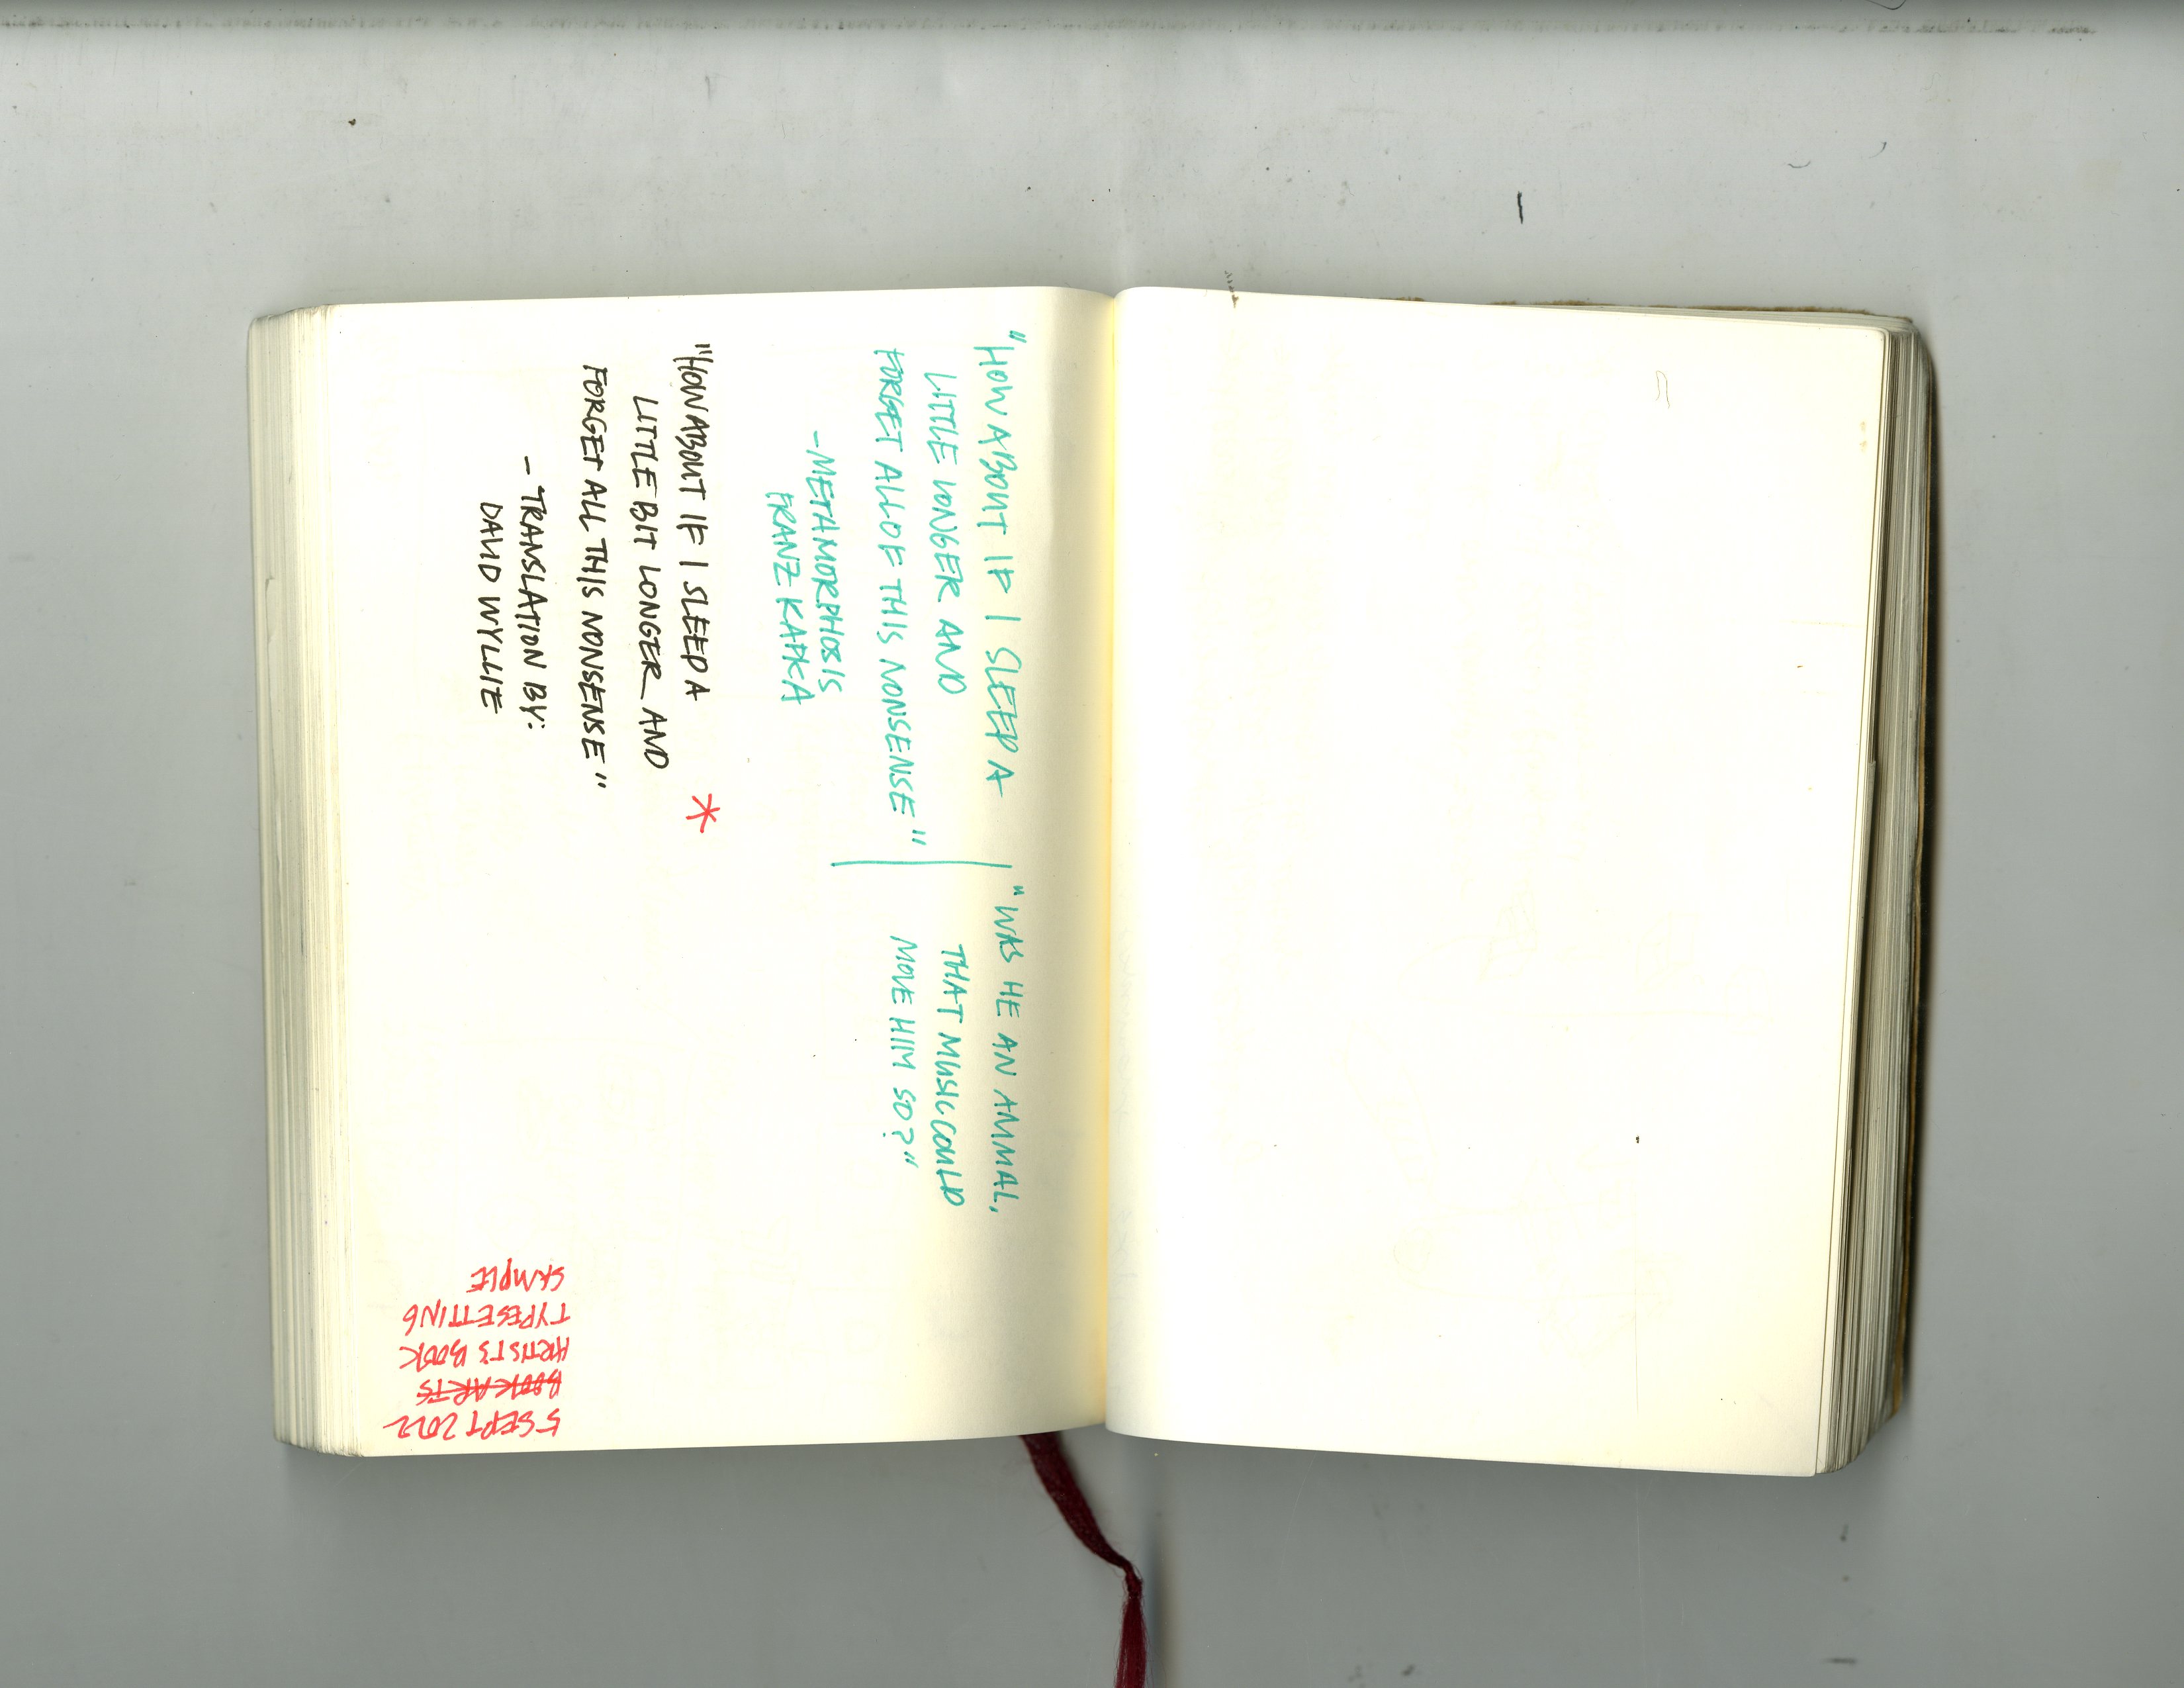 "HOW ABOUT IF I SLEEP A
LITTLE LONGER AND
FORGET ALL OF THIS NONSENSE"
-METAMORPHOSIS
FRANZ KAFKA
"WAS HE AN ANIMAL,
THAT MUSIC COULD
MOVE HIM SO?"
"HOW ABOUT IF I SLEEP A
LITTLE BIT LONGER AND
FORGET ALL THIS NONSENSE"
*
- TRANSLATION BY:
DAVID WYLLIE
5 SEPT 2022
BOOK ARTS
ARTIST'S BOOK
TYPESETTING
SAMPLE